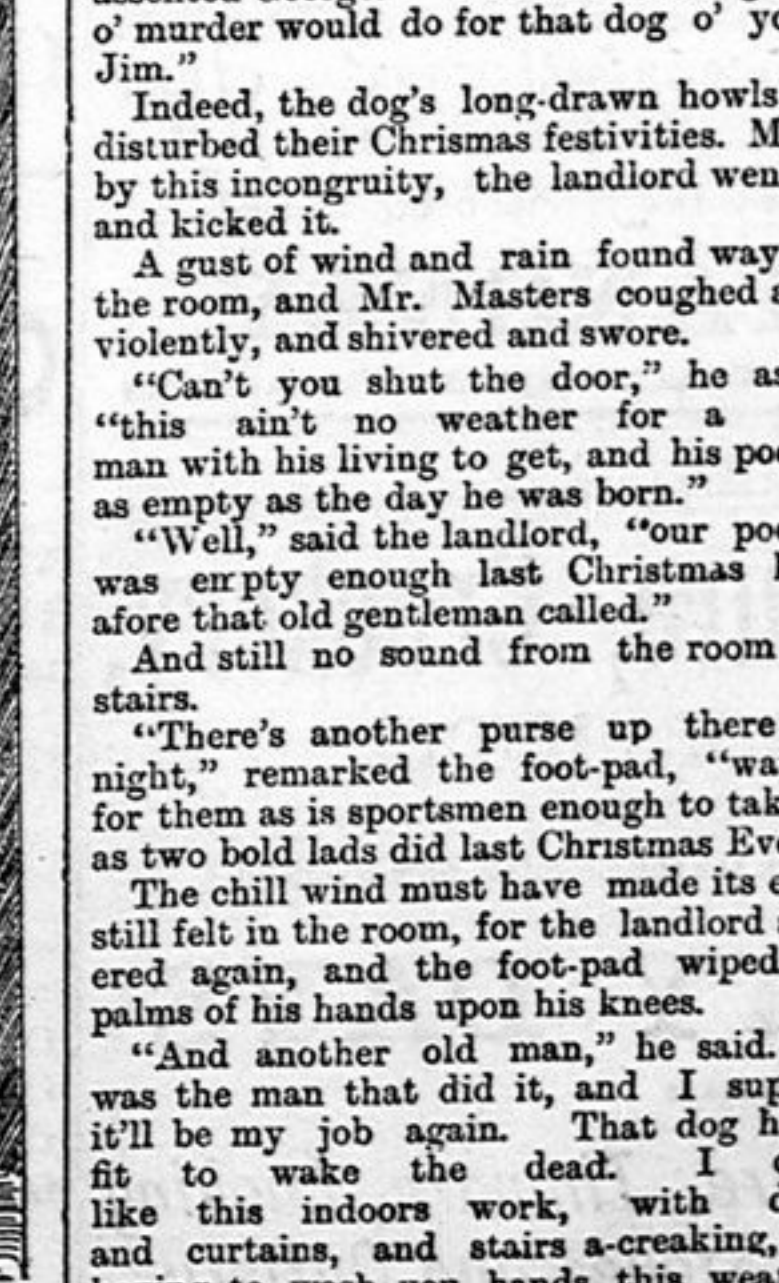 o' murder would do for that dog o'
Jim."
Indeed, the dog's long-drawn howls
disturbed their Chrismas festivities. M
by this incongruity, the landlord wen
and kicked it.
A gust of wind and rain found way
the room, and Mr. Masters coughed a
violently, and shivered and swore.
"Can't you shut the door," he as
"this ain't no weather for a
man with his living to get, and his po
as empty as the day he was born."
"Well," said the landlord, "our po
was empty enough last Christmas
afore that old gentleman called."
And still no sound from the room
stairs.
"There's another purse up there
night," remarked the foot-pad, "wa
for them as is sportsmen enough to tak
as two bold lads did last Christmas Ev
The chill wind must have made its e
still felt in the room, for the landlord
ered again, and the foot-pad wiped
palms of his hands upon his knees.
"And another old man," he said.
was the man that did it, and I sup
it'll be my job again. That dog h
fit to wake the dead. I
like this indoors work, with
and curtains, and stairs a-creaking,
hands this